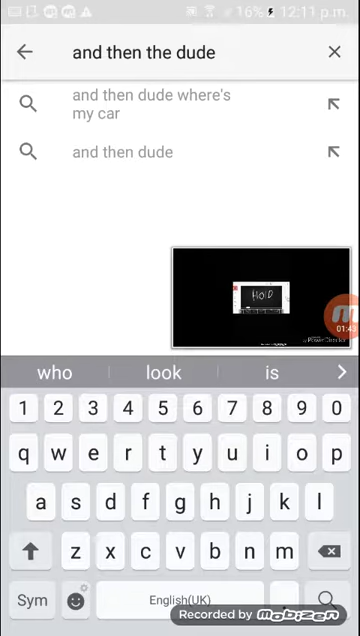 16% 12:11 p.m.
and then the dude
and then dude where's
my car
and then dude
HOlD
01:43
PowerDirector
who look is
1 2 3 4 5 6 7 8 9 0
q w e r t y u i o p
a s d f g h j k l
z x c v b n m
Sym English(UK)
Recorded by mobizen